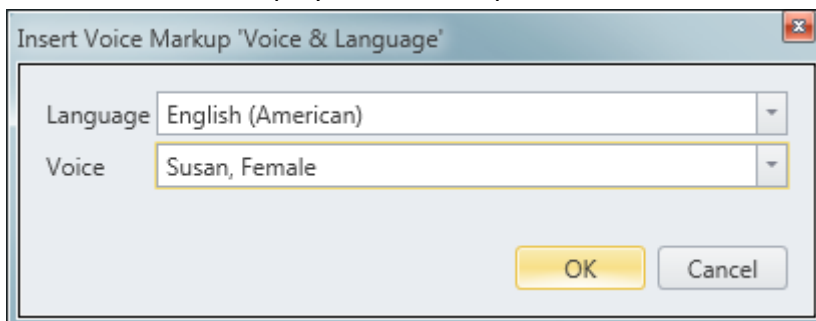 Insert Voice Markup 'Voice & Language'
Language English (American)
Voice Susan, Female
OK Cancel